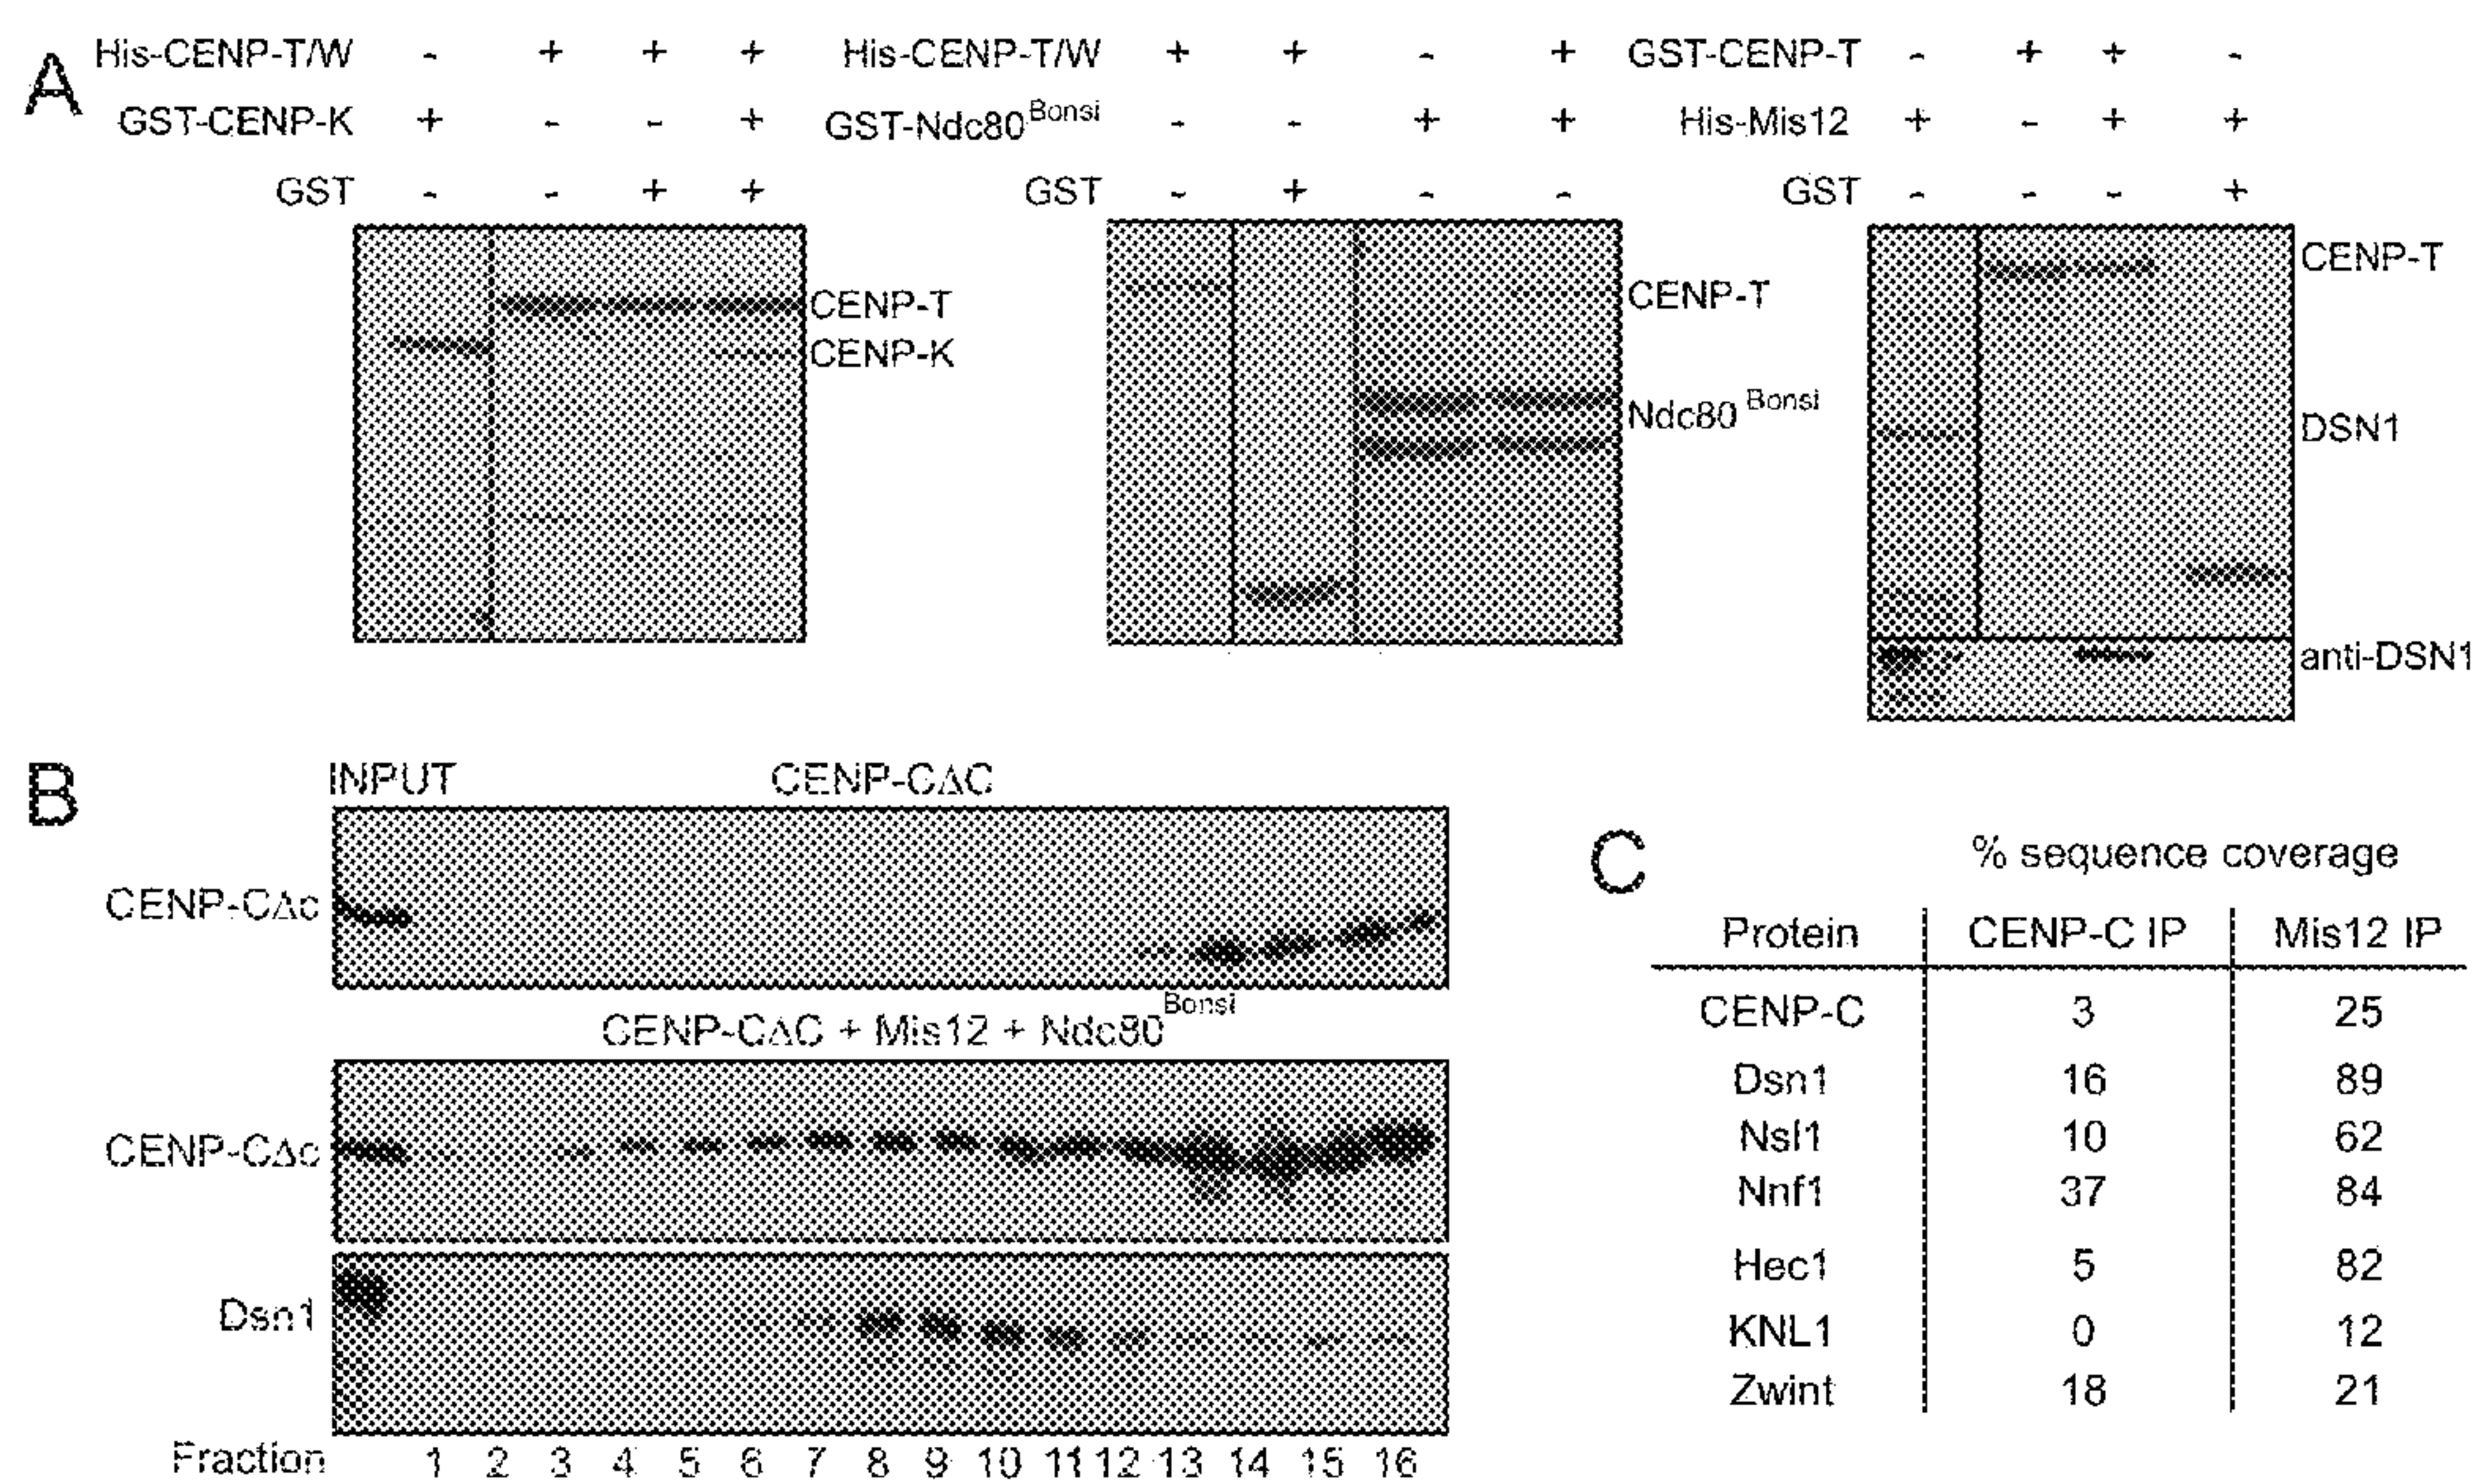 A
His-CENP-T/W - + + +
GST-CENP-K + - - +
GST - - + +
His-CENP-T/W + + - +
GST-Ndc80 Bonsi - - + +
GST - + - -
GST-CENP-T - + + -
His-Mis12 + - + +
GST - - - +
CENP-T
CENP-K
CENP-T
Ndc80 Bonsi
CENP-T
DSN1
anti-DSN1
B
INPUT CENP-CΔC
CENP-CΔc
CENP-CΔC + Mis12 + Ndc80 Bonsi
CENP-CΔc
Dsn1
Fraction 1 2 3 4 5 6 7 8 9 10 11 12 13 14 15 16
C
% sequence coverage
Protein CENP-C IP Mis12 IP
CENP-C 3 25
Dsn1 16 89
Nsl1 10 62
Nnf1 37 84
Hec1 5 82
KNL1 0 12
Zwint 18 21